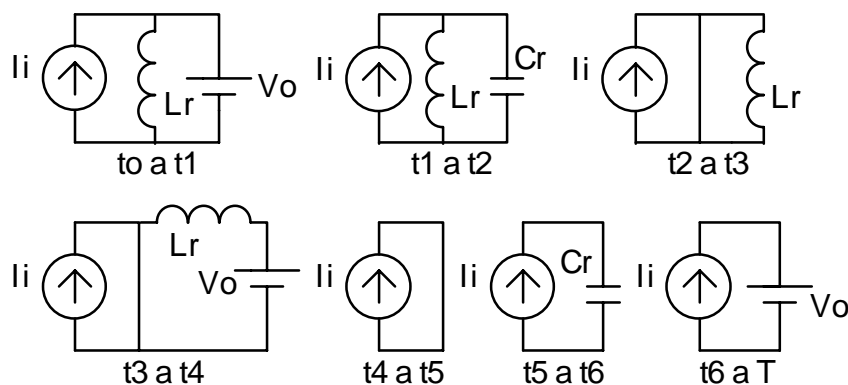 Ii Lr Vo
Ii Lr Cr
Ii Lr
to a t1
t1 a t2
t2 a t3
Ii Lr Vo
Ii
Ii Cr
Ii Vo
t3 a t4
t4 a t5
t5 a t6
t6 a T